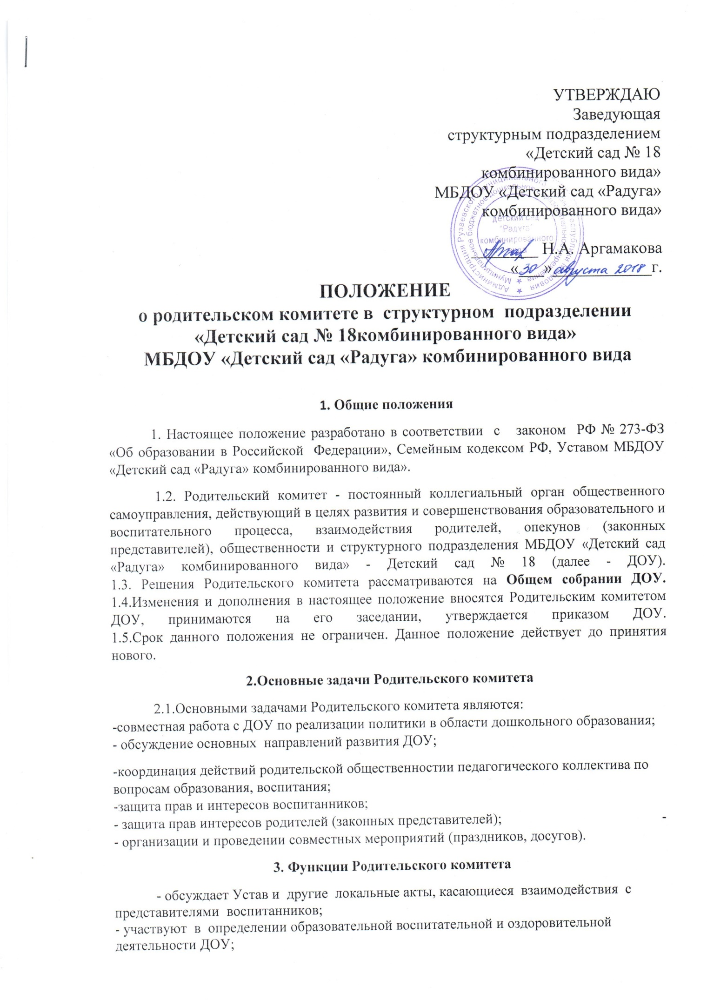 УТВЕРЖДАЮ
Заведующая
структурным подразделением
«Детский сад № 18
комбинированного вида»
МБДОУ «Детский сад «Радуга»
комбинированного вида»
детский сад
"Радуга"
комбинированного
вида
Администрация Рузаевского муниципального республики Мордовия
Муниципальное бюджетное дошкольное образовательное учреждение
________ Н.А. Аргамакова
«30» августа 2018 г.
ПОЛОЖЕНИЕ
о родительском комитете в структурном подразделении
«Детский сад № 18комбинированного вида»
МБДОУ «Детский сад «Радуга» комбинированного вида
1. Общие положения
1. Настоящее положение разработано в соответствии с законом РФ № 273-ФЗ
«Об образовании в Российской Федерации», Семейным кодексом РФ, Уставом МБДОУ
«Детский сад «Радуга» комбинированного вида».
1.2. Родительский комитет - постоянный коллегиальный орган общественного
самоуправления, действующий в целях развития и совершенствования образовательного и
воспитательного процесса, взаимодействия родителей, опекунов (законных
представителей), общественности и структурного подразделения МБДОУ «Детский сад
«Радуга» комбинированного вида» - Детский сад № 18 (далее - ДОУ).
1.3. Решения Родительского комитета рассматриваются на Общем собрании ДОУ.
1.4.Изменения и дополнения в настоящее положение вносятся Родительским комитетом
ДОУ, принимаются на его заседании, утверждается приказом ДОУ.
1.5.Срок данного положения не ограничен. Данное положение действует до принятия
нового.
2.Основные задачи Родительского комитета
2.1.Основными задачами Родительского комитета являются:
-совместная работа с ДОУ по реализации политики в области дошкольного образования;
- обсуждение основных направлений развития ДОУ;
-координация действий родительской общественностии педагогического коллектива по
вопросам образования, воспитания;
-защита прав и интересов воспитанников;
- защита прав интересов родителей (законных представителей); -
- организации и проведении совместных мероприятий (праздников, досугов).
3. Функции Родительского комитета
- обсуждает Устав и другие локальные акты, касающиеся взаимодействия с
представителями воспитанников;
- участвуют в определении образовательной воспитательной и оздоровительной
деятельности ДОУ;